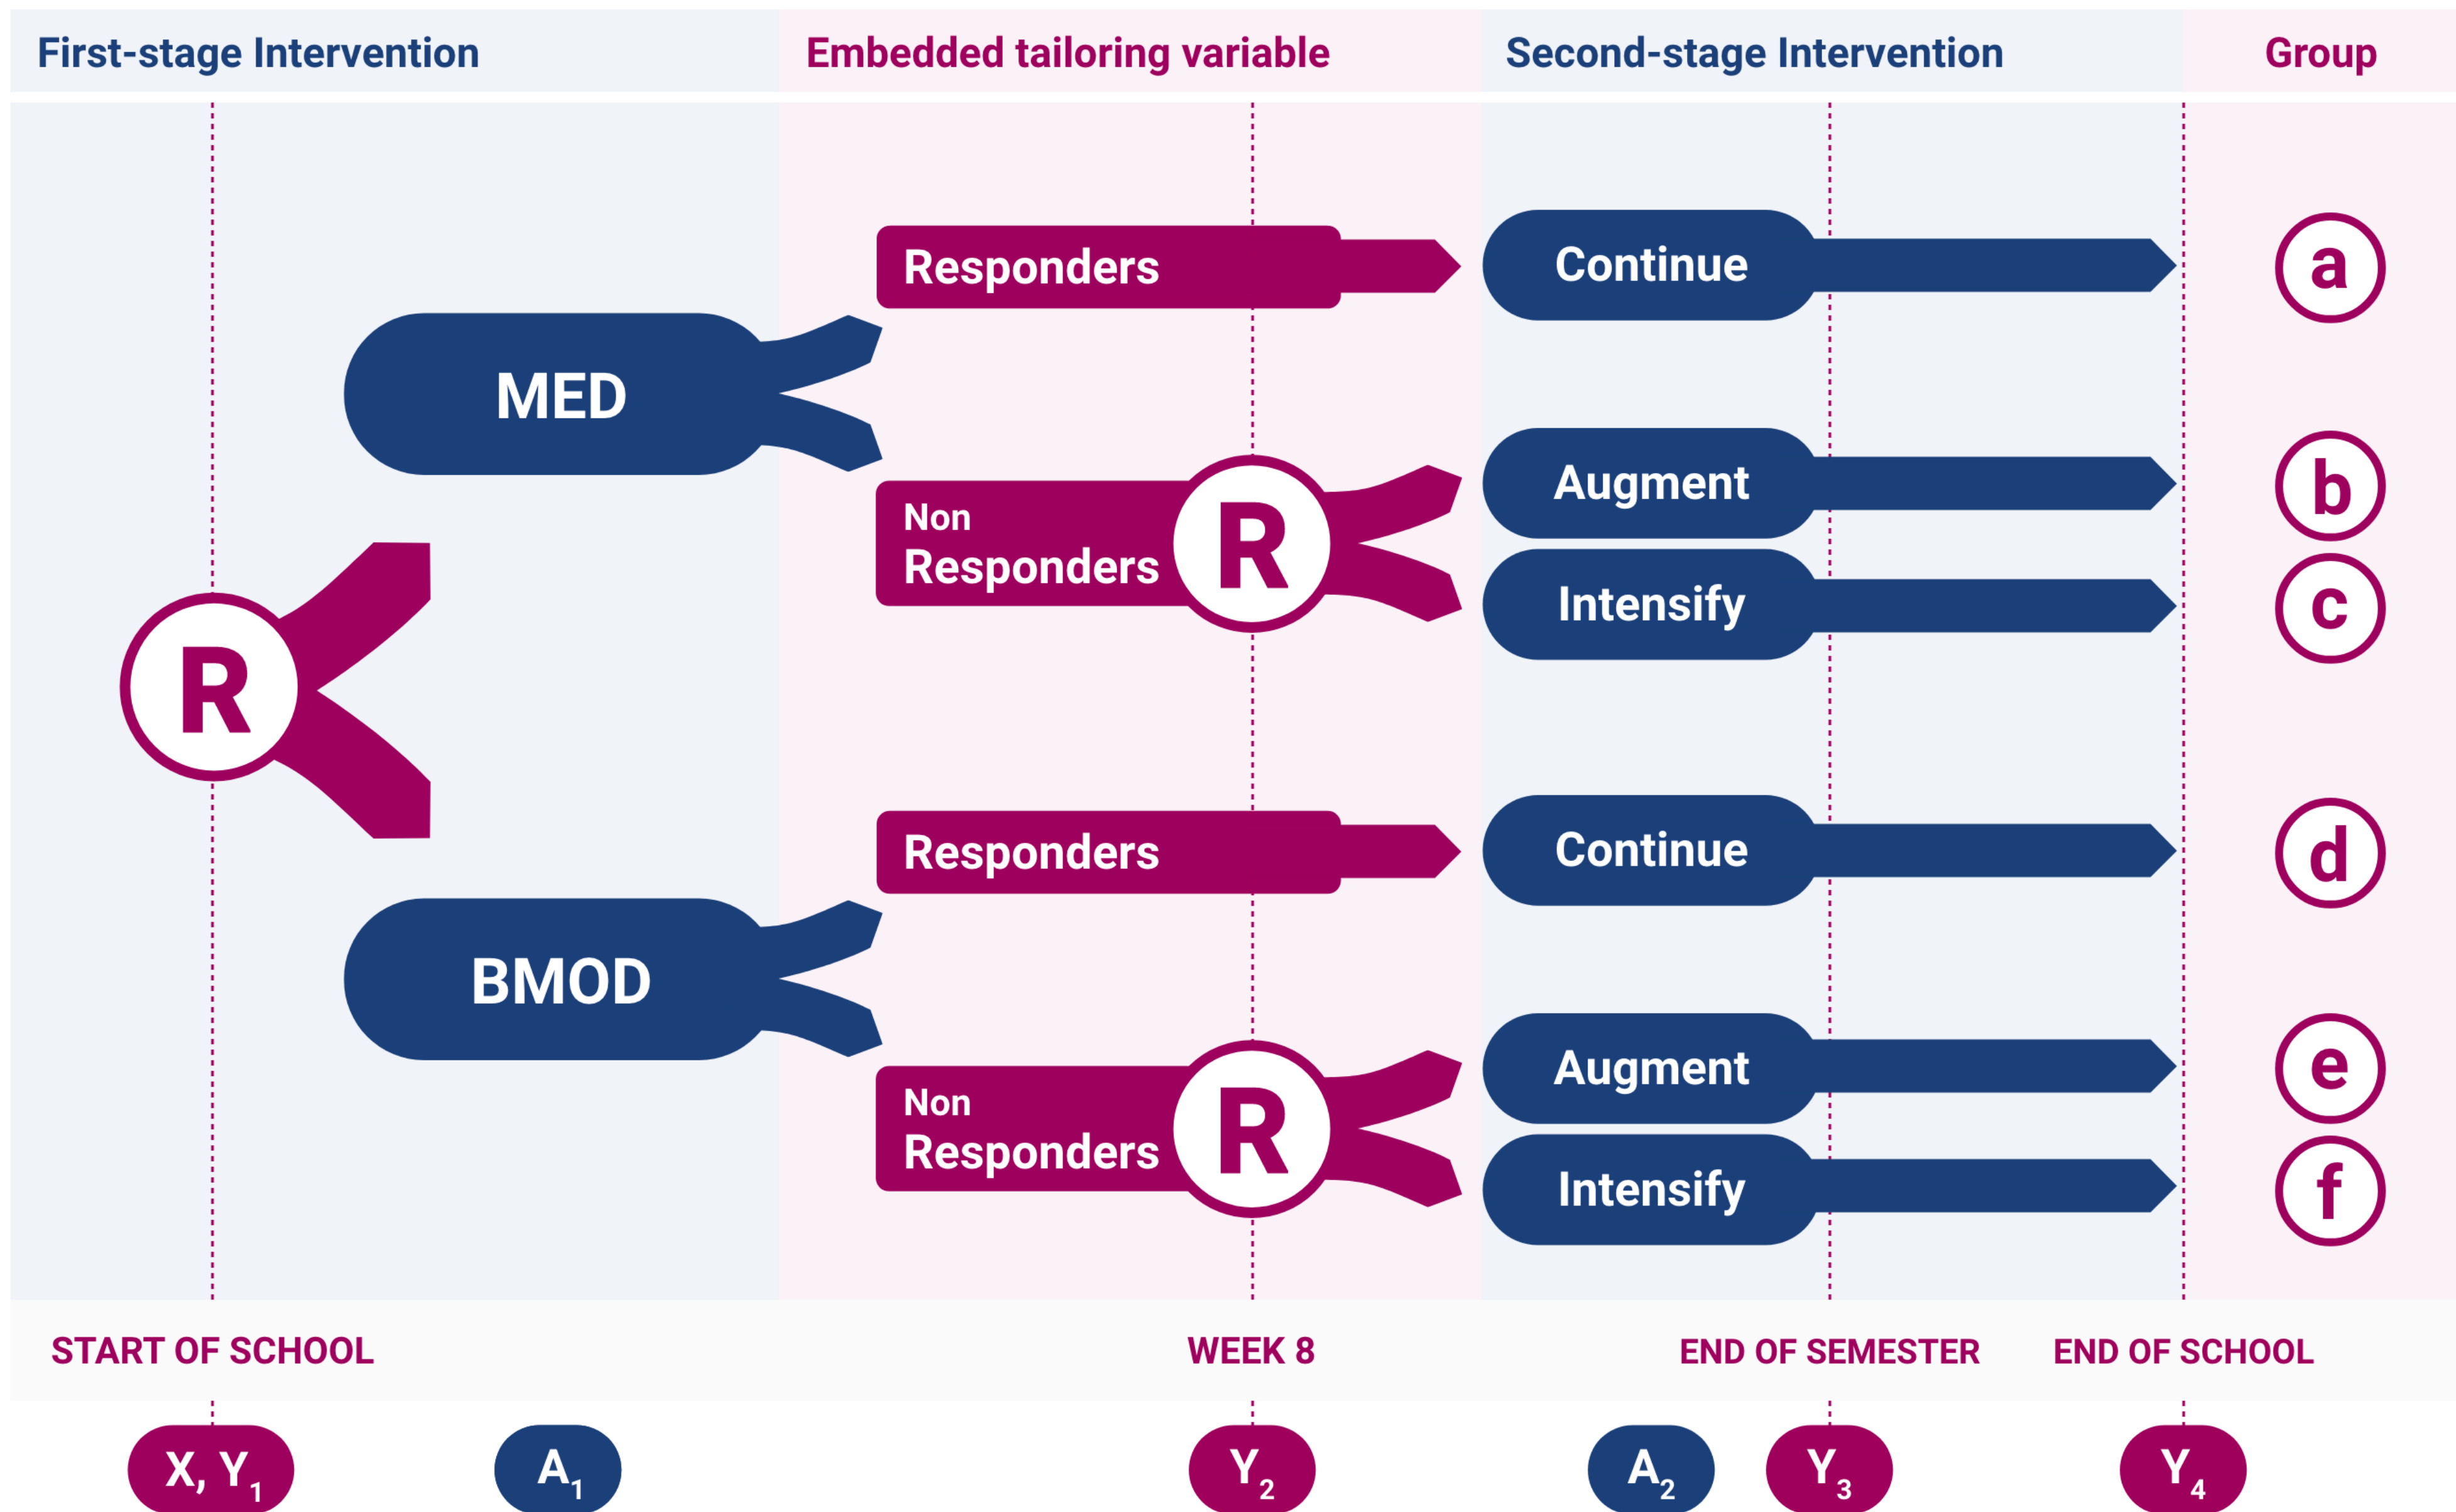 First-stage Intervention
Embedded tailoring variable
Second-stage Intervention
Group
Responders
Continue
a
MED
Augment
b
Non
Responders
R
Intensify
c
R
Responders
Continue
d
BMOD
Augment
e
Non
Responders
R
Intensify
f
START OF SCHOOL
WEEK 8
END OF SEMESTER
END OF SCHOOL
X, Y1
A1
Y2
A2
Y3
Y4